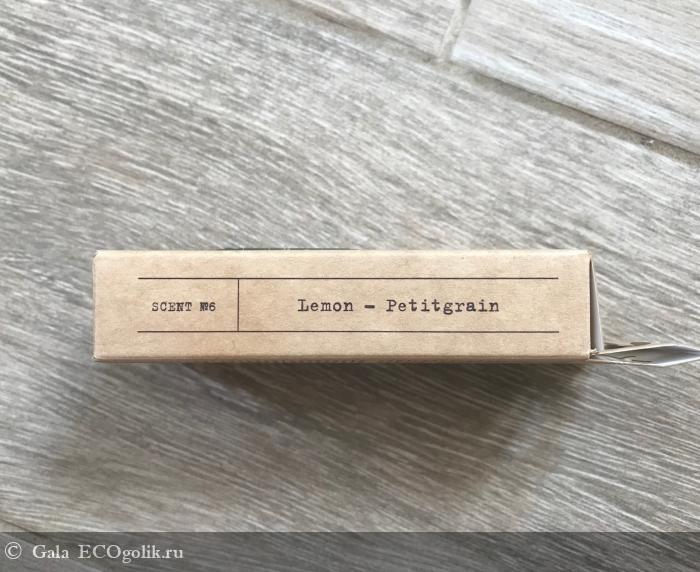 SCENT №6
Lemon - Petitgrain
© Gala ECOgolik.ru